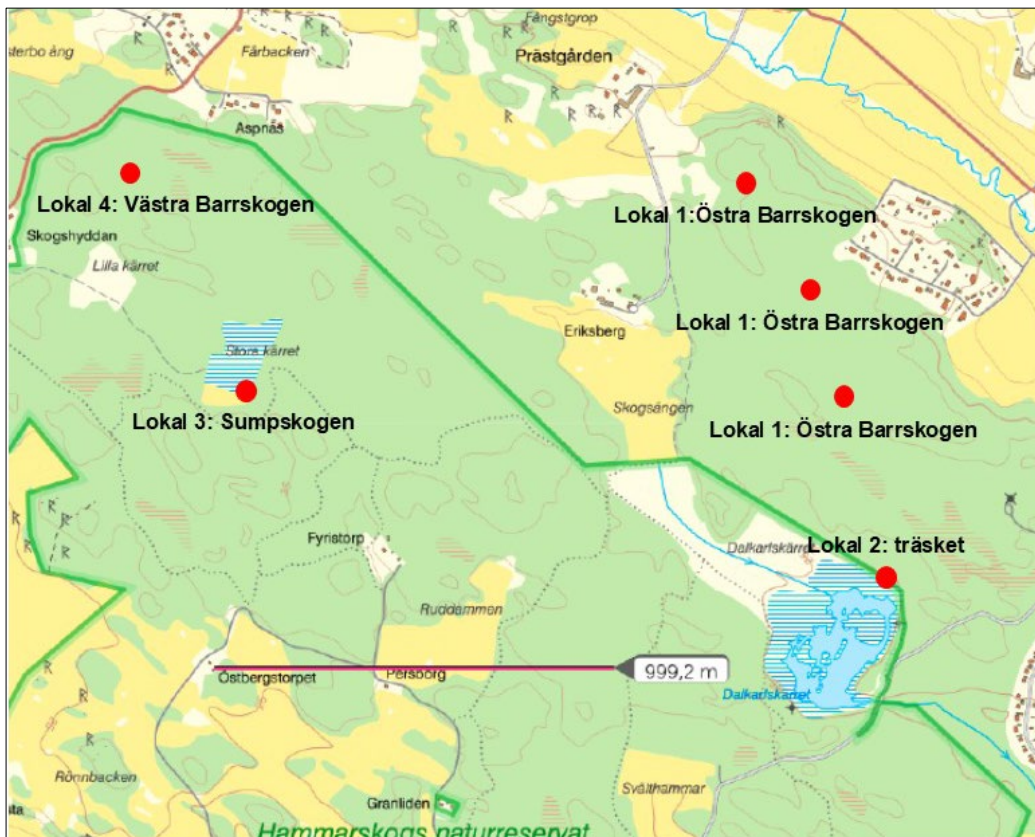 Fångstgrop
sterbo äng
Fårbacken
Prästgården
R
R
R
R
R
R
R
R
R
R
R
Aspnäs
Lokal 4: Västra Barrskogen
Lokal 1:Östra Barrskogen
Skogshyddan
Lilla kärret
Lokal 1: Östra Barrskogen
Eriksberg
Stora kärret
Skogsängen
Lokal 3: Sumpskogen
Lokal 1: Östra Barrskogen
R
R
R
R
Fyristorp
Dalkarlskärret
Lokal 2: träsket
Ruddammen
R
R
Östbergstorpet
Persborg
999,2 m
Dalkarlskärret
R
R
R
Rönnbacken
Svälthammar
sta
Granliden
Hammarskogs naturreservat